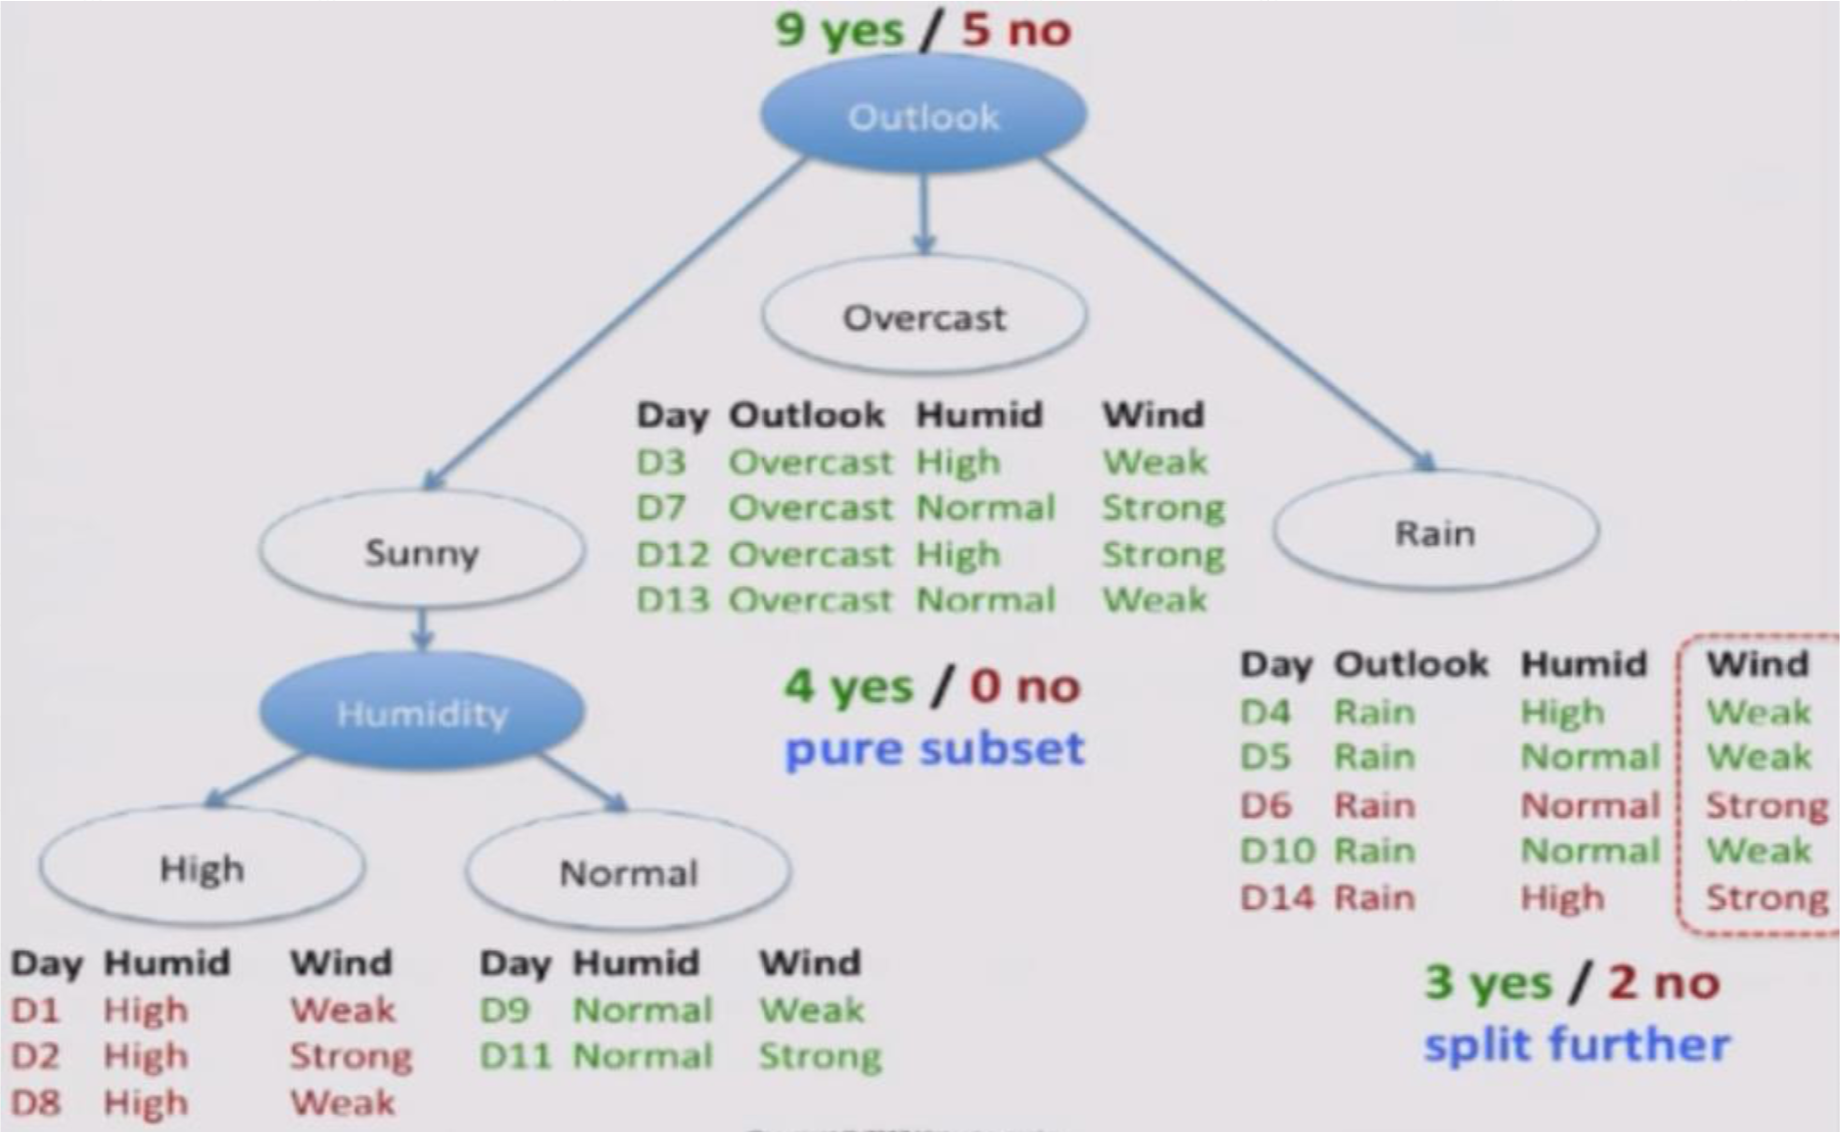 9 yes / 5 no
Outlook
Overcast
Day Outlook Humid Wind
D3 Overcast High Weak
D7 Overcast Normal Strong
D12 Overcast High Strong
D13 Overcast Normal Weak
4 yes / 0 no
pure subset
Sunny
Humidity
High
Normal
Day Humid Wind
D1 High Weak
D2 High Strong
D8 High Weak
Day Humid Wind
D9 Normal Weak
D11 Normal Strong
Rain
Day Outlook Humid Wind
D4 Rain High Weak
D5 Rain Normal Weak
D6 Rain Normal Strong
D10 Rain Normal Weak
D14 Rain High Strong
3 yes / 2 no
split further